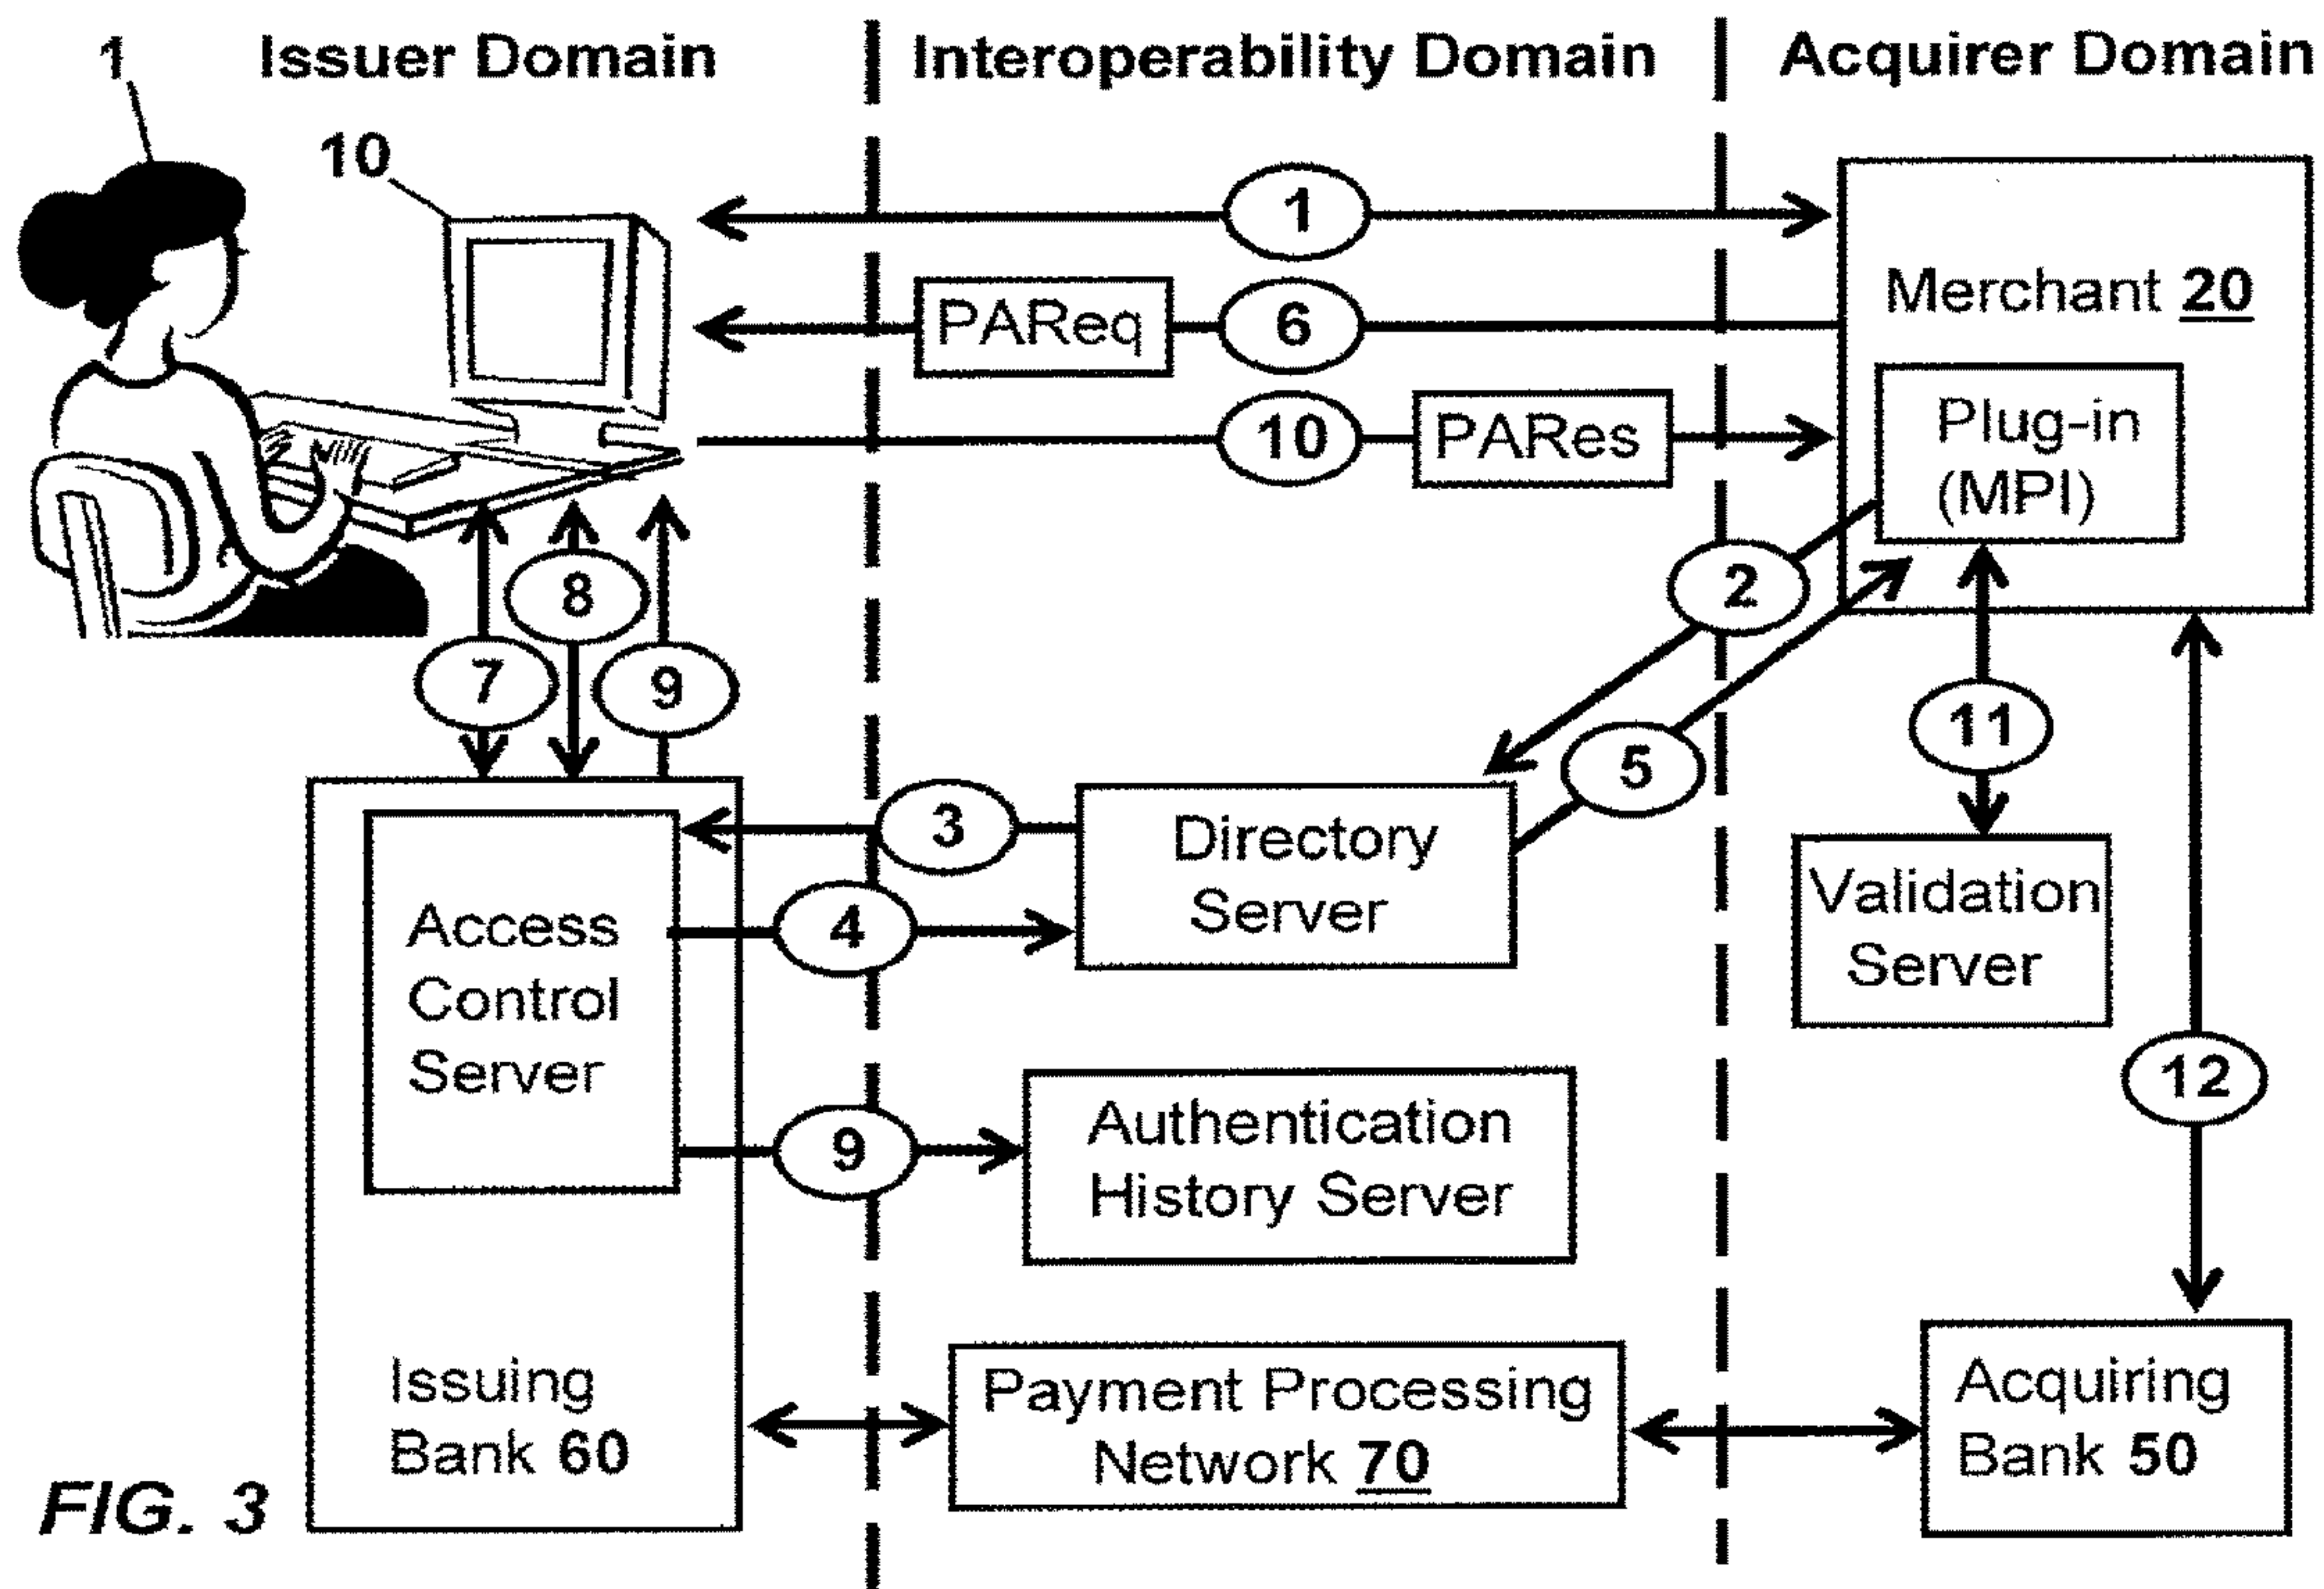 Issuer Domain
Interoperability Domain
Acquirer Domain
1
10
1
Merchant 20
PAReq
6
10
PARes
Plug-in
(MPI)
2
8
7
9
5
11
3
Directory
Server
4
Access
Control
Server
Validation
Server
9
Authentication
History Server
12
Issuing
Bank 60
Payment Processing
Network 70
Acquiring
Bank 50
FIG. 3